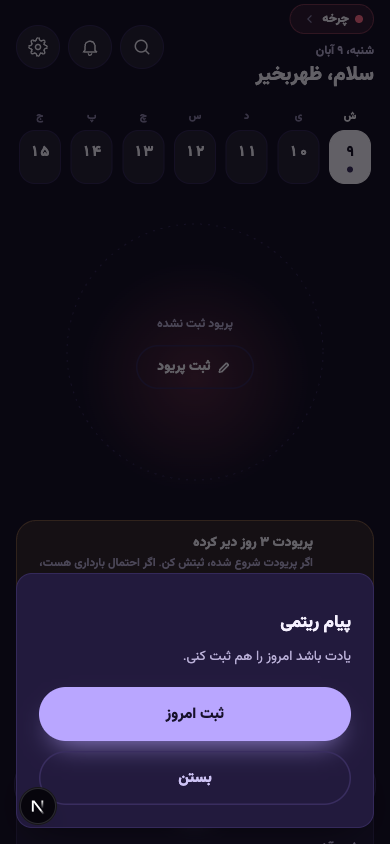 چرخه
شنبه، ۹ آبان
سلام، ظهربخیر
ش ی د س چ پ ج
۹ ۱۰ ۱۱ ۱۲ ۱۳ ۱۴ ۱۵
پریود ثبت نشده
ثبت پریود
پریودت ۳ روز دیر کرده
اگر پریودت شروع شده، ثبتش کن. اگر احتمال بارداری هست،
پیام ریتمی
یادت باشد امروز را هم ثبت کنی.
ثبت امروز
بستن
N